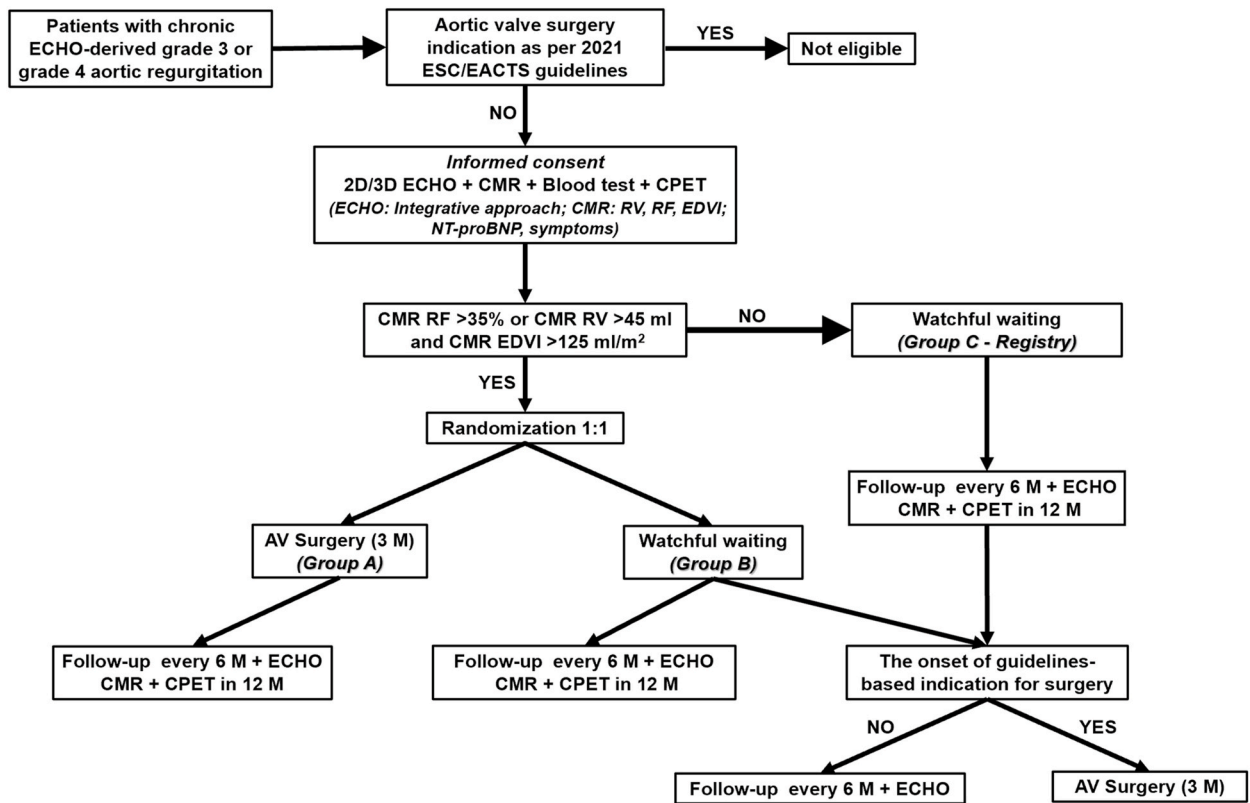 Patients with chronic
ECHO-derived grade 3 or
grade 4 aortic regurgitation
Aortic valve surgery
indication as per 2021
ESC/EACTS guidelines
YES
Not eligible
NO
Informed consent
2D/3D ECHO + CMR + Blood test + CPET
(ECHO: Integrative approach; CMR: RV, RF, EDVI;
NT-proBNP, symptoms)
CMR RF >35% or CMR RV >45 ml
and CMR EDVI >125 ml/m²
NO
Watchful waiting
(Group C - Registry)
YES
Randomization 1:1
Follow-up every 6 M + ECHO
CMR + CPET in 12 M
AV Surgery (3 M)
(Group A)
Watchful waiting
(Group B)
Follow-up every 6 M + ECHO
CMR + CPET in 12 M
Follow-up every 6 M + ECHO
CMR + CPET in 12 M
The onset of guidelines-
based indication for surgery
NO
YES
Follow-up every 6 M + ECHO
AV Surgery (3 M)